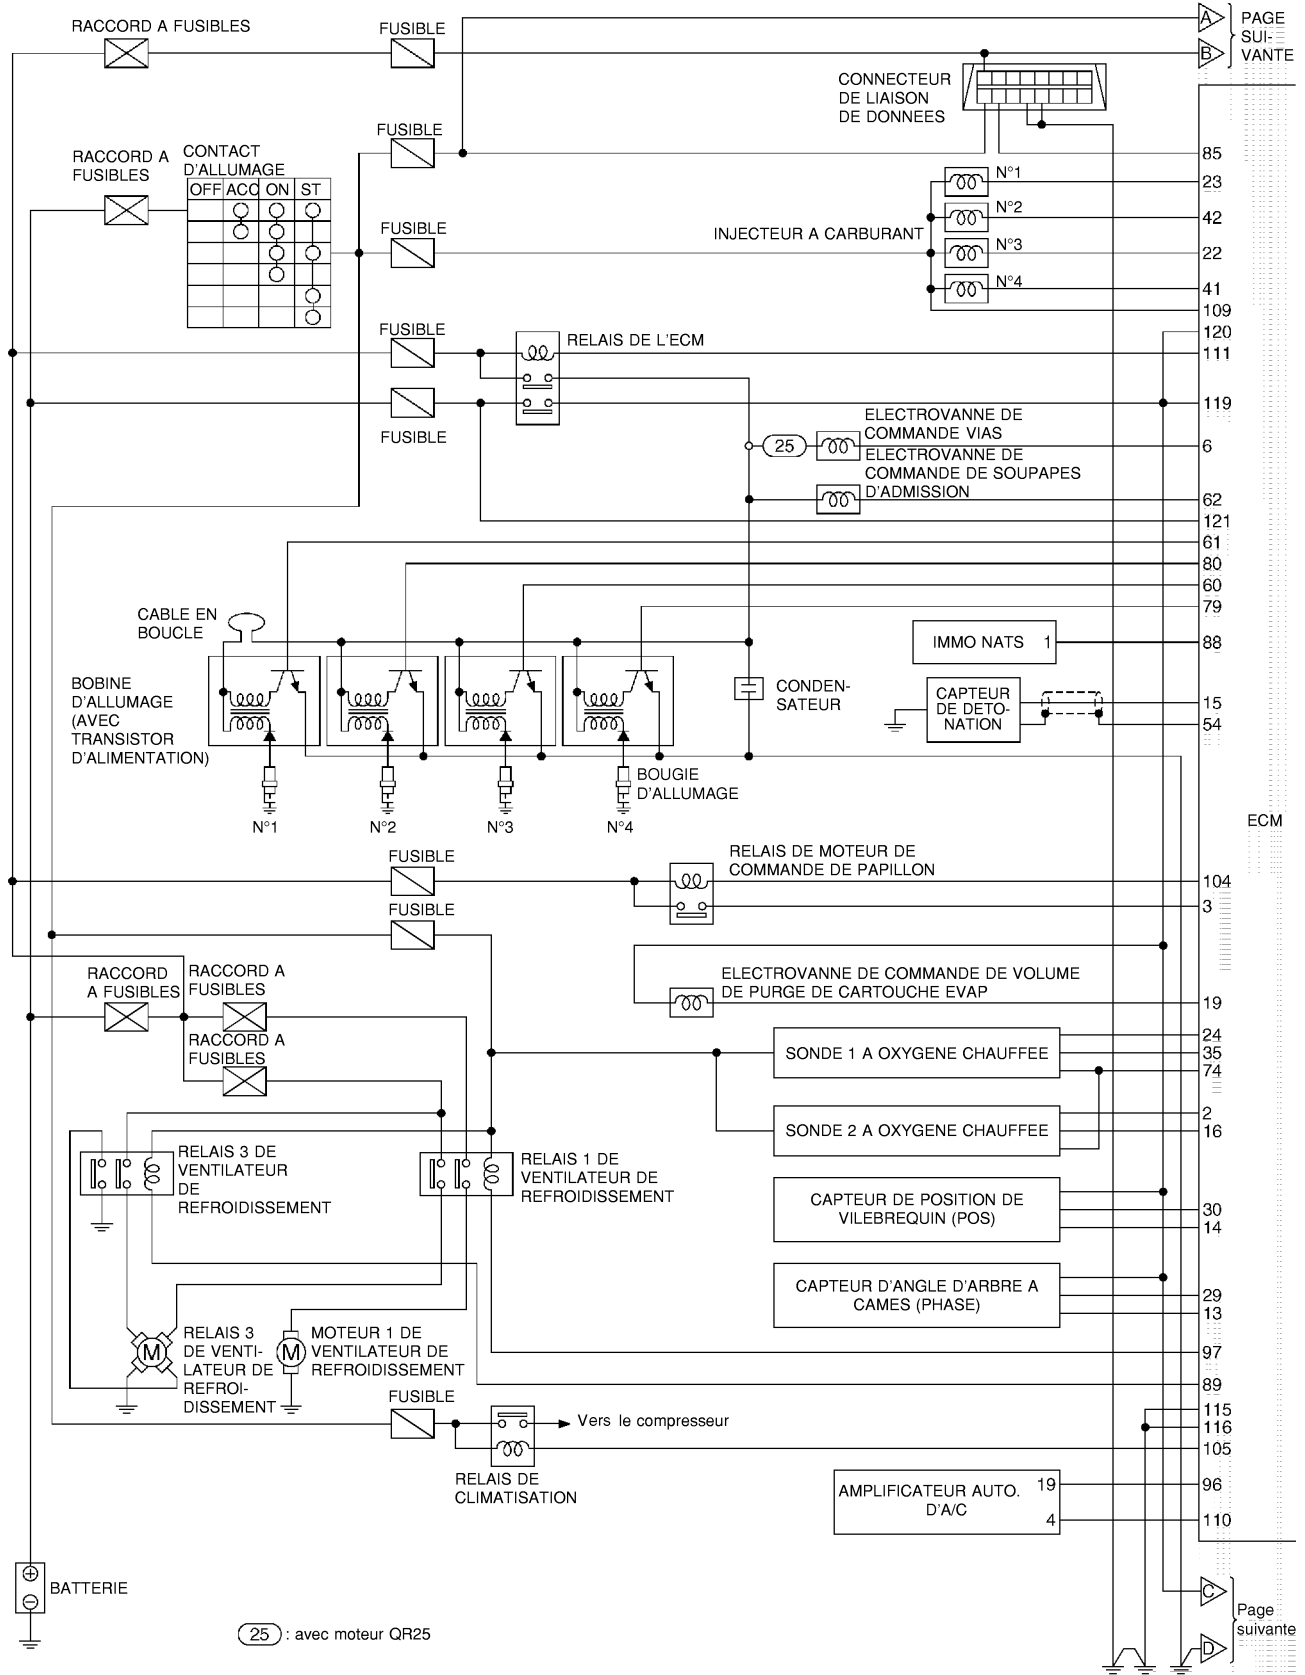 RACCORD A FUSIBLES
FUSIBLE
A
B
PAGE
SUI-
VANTE
CONNECTEUR
DE LIAISON
DE DONNEES
FUSIBLE
RACCORD A
FUSIBLES
CONTACT
D'ALLUMAGE
OFF ACC ON ST
85
N°1
23
N°2
42
FUSIBLE
INJECTEUR A CARBURANT
N°3
22
N°4
41
109
120
FUSIBLE
RELAIS DE L'ECM
111
119
FUSIBLE
ELECTROVANNE DE
COMMANDE VIAS
25
6
ELECTROVANNE DE
COMMANDE DE SOUPAPES
D'ADMISSION
62
121
61
80
60
79
CABLE EN
BOUCLE
IMMO NATS 1
88
BOBINE
D'ALLUMAGE
(AVEC
TRANSISTOR
D'ALIMENTATION)
CONDEN-
SATEUR
CAPTEUR
DE DETO-
NATION
15
54
BOUGIE
D'ALLUMAGE
N°1
N°2
N°3
N°4
ECM
FUSIBLE
RELAIS DE MOTEUR DE
COMMANDE DE PAPILLON
104
3
FUSIBLE
RACCORD
A FUSIBLES
RACCORD A
FUSIBLES
ELECTROVANNE DE COMMANDE DE VOLUME
DE PURGE DE CARTOUCHE EVAP
19
RACCORD A
FUSIBLES
SONDE 1 A OXYGENE CHAUFFEE
24
35
74
SONDE 2 A OXYGENE CHAUFFEE
2
16
RELAIS 3 DE
VENTILATEUR
DE
REFROIDISSEMENT
RELAIS 1 DE
VENTILATEUR DE
REFROIDISSEMENT
CAPTEUR DE POSITION DE
VILEBREQUIN (POS)
30
14
CAPTEUR D'ANGLE D'ARBRE A
CAMES (PHASE)
29
13
M
RELAIS 3
DE VENTI-
LATEUR DE
REFROI-
DISSEMENT
M
MOTEUR 1 DE
VENTILATEUR DE
REFROIDISSEMENT
97
89
FUSIBLE
Vers le compresseur
115
116
105
RELAIS DE
CLIMATISATION
AMPLIFICATEUR AUTO.
D'A/C
19
4
96
110
BATTERIE
C
D
Page
suivante
25 : avec moteur QR25